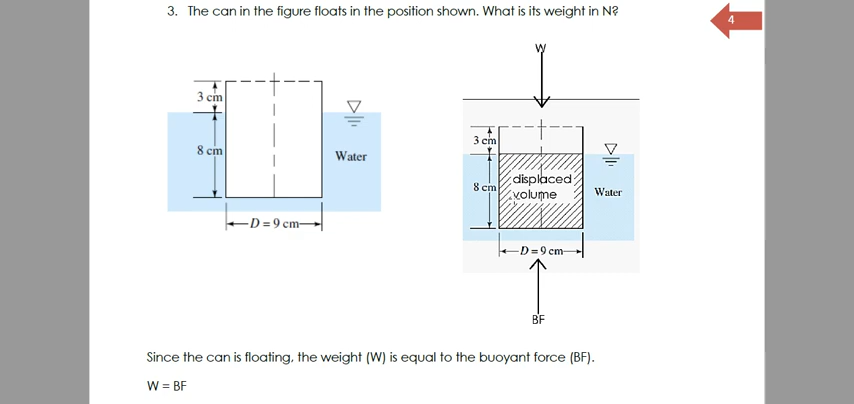 3. The can in the figure floats in the position shown. What is its weight in N?
4
3 cm
8 cm
Water
D = 9 cm
W
3 cm
8 cm
displaced
volume
Water
D = 9 cm
BF
Since the can is floating, the weight (W) is equal to the buoyant force (BF).
W = BF